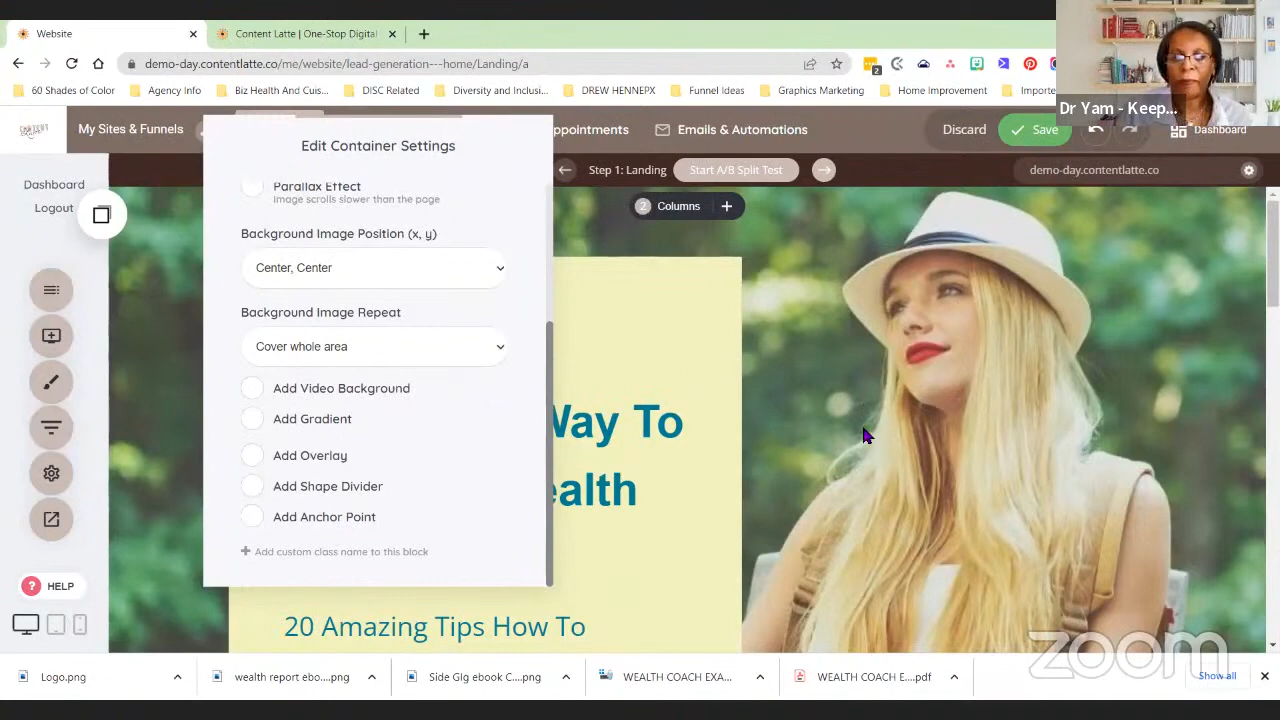 Website
Content Latte | One-Stop Digital
demo-day.contentlatte.co/me/website/lead-generation---home/Landing/a
2
60 Shades of Color
Agency Info
Biz Health And Cuis...
DISC Related
Diversity and Inclusi...
DREW HENNEPX
Funnel Ideas
Graphics Marketing
Home Improvement
Dr Yam - Keep...
My Sites & Funnels
Emails & Automations
Discard
Save
Dashboard
Edit Container Settings
Step 1: Landing
Start A/B Split Test
demo-day.contentlatte.co
Dashboard
Logout
2 Columns
Parallax Effect
Image scrolls slower than the page
Background Image Position (x, y)
Center, Center
Background Image Repeat
Cover whole area
Add Video Background
Add Gradient
Way To
Add Overlay
Add Shape Divider
Add Anchor Point
Add custom class name to this block
? HELP
20 Amazing Tips How To
zoom
Logo.png
wealth report ebo....png
Side Gig ebook C....png
WEALTH COACH EXA...
WEALTH COACH E....pdf
Show all